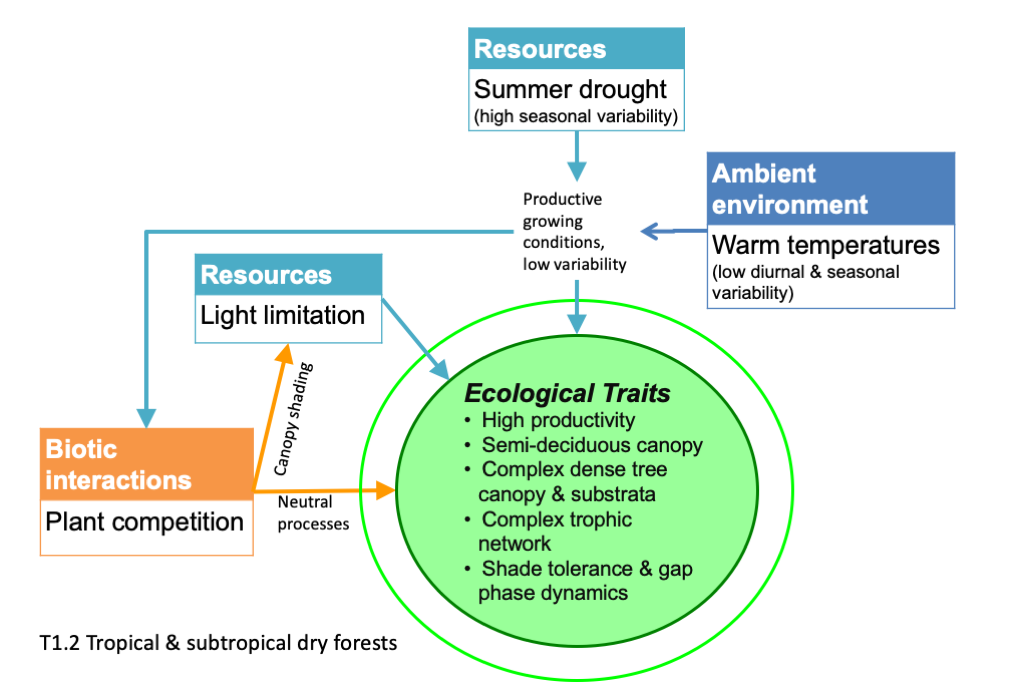 Resources
Summer drought
(high seasonal variability)
Ambient
environment
Warm temperatures
(low diurnal & seasonal
variability)
Productive
growing
conditions,
low variability
Resources
Light limitation
Canopy shading
Biotic
interactions
Plant competition
Neutral
processes
Ecological Traits
• High productivity
• Semi-deciduous canopy
• Complex dense tree
canopy & substrata
• Complex trophic
network
• Shade tolerance & gap
phase dynamics
T1.2 Tropical & subtropical dry forests